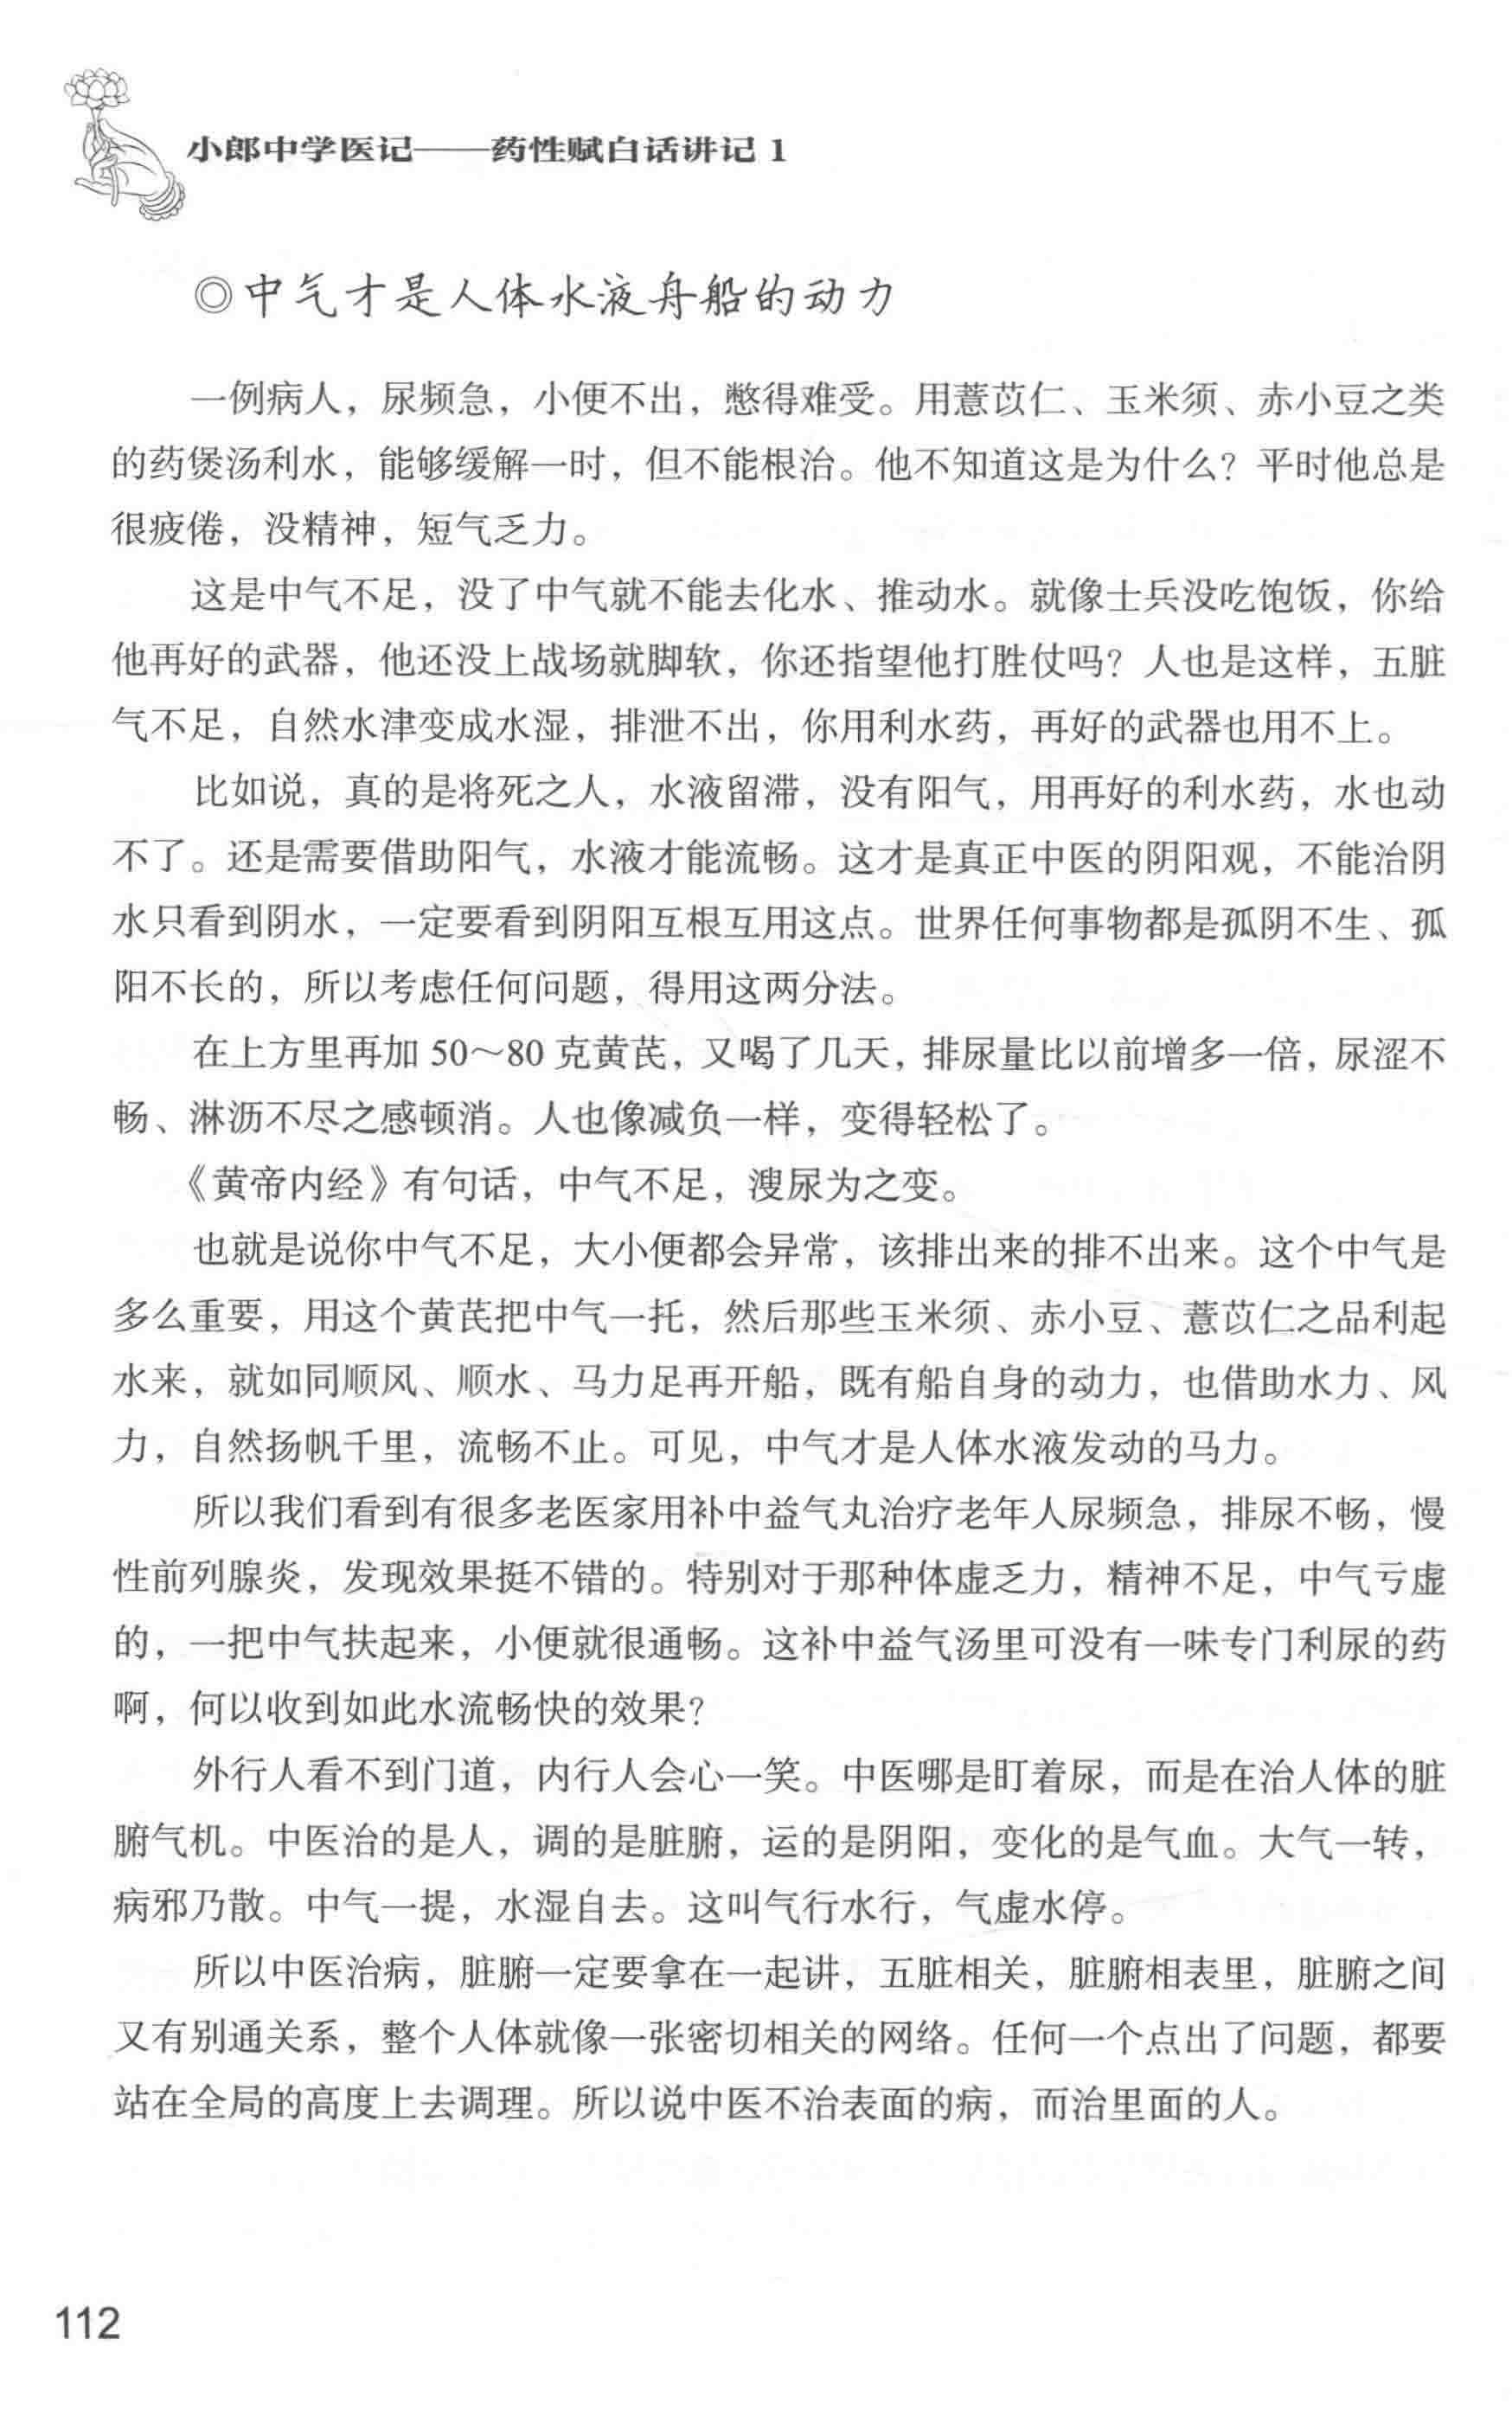 小郎中学医记——药性赋白话讲记 1
◎中气才是人体水液舟船的动力
一例病人，尿频急，小便不出，憋得难受。用薏苡仁、玉米须、赤小豆之类
的药煲汤利水，能够缓解一时，但不能根治。他不知道这是为什么？平时他总是
很疲倦，没精神，短气乏力。
这是中气不足，没了中气就不能去化水、推动水。就像士兵没吃饱饭，你给
他再好的武器，他还没上战场就脚软，你还指望他打胜仗吗？人也是这样，五脏
气不足，自然水津变成水湿，排泄不出，你用利水药，再好的武器也用不上。
比如说，真的是将死之人，水液留滞，没有阳气，用再好的利水药，水也动
不了。还是需要借助阳气，水液才能流畅。这才是真正中医的阴阳观，不能治阴
水只看到阴水，一定要看到阴阳互根互用这点。世界任何事物都是孤阴不生、孤
阳不长的，所以考虑任何问题，得用这两分法。
在上方里再加 50～80 克黄芪，又喝了几天，排尿量比以前增多一倍，尿涩不
畅、淋沥不尽之感顿消。人也像减负一样，变得轻松了。
《黄帝内经》有句话，中气不足，溲尿为之变。
也就是说你中气不足，大小便都会异常，该排出来的排不出来。这个中气是
多么重要，用这个黄芪把中气一托，然后那些玉米须、赤小豆、薏苡仁之品利起
水来，就如同顺风、顺水、马力足再开船，既有船自身的动力，也借助水力、风
力，自然扬帆千里，流畅不止。可见，中气才是人体水液发动的马力。
所以我们看到有很多老医家用补中益气丸治疗老年人尿频急，排尿不畅，慢
性前列腺炎，发现效果挺不错的。特别对于那种体虚乏力，精神不足，中气亏虚
的，一把中气扶起来，小便就很通畅。这补中益气汤里可没有一味专门利尿的药
啊，何以收到如此水流畅快的效果？
外行人看不到门道，内行人会心一笑。中医哪是盯着尿，而是在治人体的脏
腑气机。中医治的是人，调的是脏腑，运的是阴阳，变化的是气血。大气一转，
病邪乃散。中气一提，水湿自去。这叫气行水行，气虚水停。
所以中医治病，脏腑一定要拿在一起讲，五脏相关，脏腑相表里，脏腑之间
又有别通关系，整个人体就像一张密切相关的网络。任何一个点出了问题，都要
站在全局的高度上去调理。所以说中医不治表面的病，而治里面的人。
112